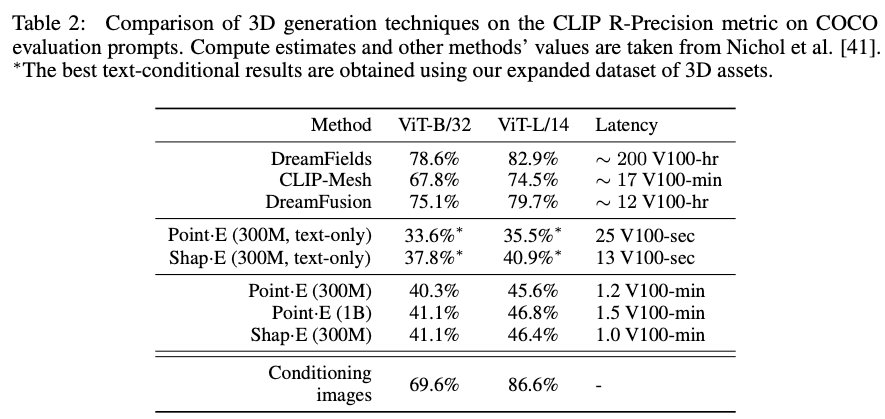 Table 2: Comparison of 3D generation techniques on the CLIP R-Precision metric on COCO
evaluation prompts. Compute estimates and other methods' values are taken from Nichol et al. [41].
*The best text-conditional results are obtained using our expanded dataset of 3D assets.
Method ViT-B/32 ViT-L/14 Latency
DreamFields 78.6% 82.9% ∼ 200 V100-hr
CLIP-Mesh 67.8% 74.5% ∼ 17 V100-min
DreamFusion 75.1% 79.7% ∼ 12 V100-hr
Point·E (300M, text-only) 33.6%* 35.5%* 25 V100-sec
Shap·E (300M, text-only) 37.8%* 40.9%* 13 V100-sec
Point·E (300M) 40.3% 45.6% 1.2 V100-min
Point·E (1B) 41.1% 46.8% 1.5 V100-min
Shap·E (300M) 41.1% 46.4% 1.0 V100-min
Conditioning
images 69.6% 86.6% -